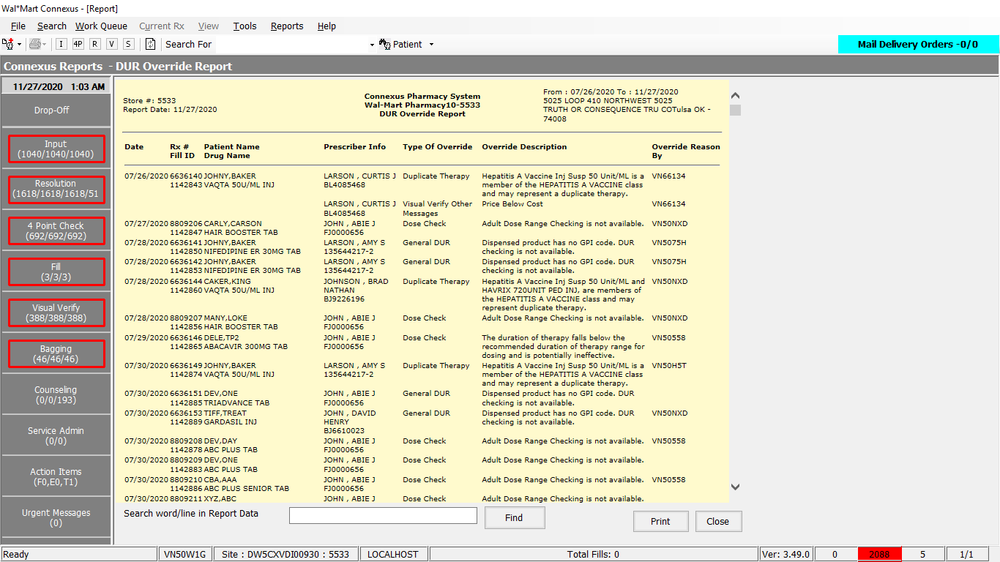 Wal*Mart Connexus - [Report]
File Search Work Queue Current Rx View Tools Reports Help
I 4P R V S Search For Patient
Mail Delivery Orders -0/0
Connexus Reports - DUR Override Report
11/27/2020 1:03 AM
Drop-Off
Input
(1040/1040/1040)
Resolution
(1618/1618/1618/51
4 Point Check
(692/692/692)
Fill
(3/3/3)
Visual Verify
(388/388/388)
Bagging
(46/46/46)
Counseling
(0/0/193)
Service Admin
(0/0)
Action Items
(F0,E0,T1)
Urgent Messages
(0)
Store #: 5533
Report Date: 11/27/2020
Connexus Pharmacy System
Wal-Mart Pharmacy10-5533
DUR Override Report
From : 07/26/2020 To : 11/27/2020
5025 LOOP 410 NORTHWEST 5025
TRUTH OR CONSEQUENCE TRU COTulsa OK -
74008
Date Rx # Patient Name Prescriber Info Type Of Override Override Description Override Reason
Fill ID Drug Name By
07/26/2020 6636140 JOHNY,BAKER LARSON , CURTIS J Duplicate Therapy Hepatitis A Vaccine Inj Susp 50 Unit/ML is a VN66134
1142843 VAQTA 50U/ML INJ BL4085468 member of the HEPATITIS A VACCINE class
and may represent a duplicate therapy.
LARSON , CURTIS J Visual Verify Other Price Below Cost VN66134
BL4085468 Messages
07/27/2020 8809206 CARLY,CARSON JOHN , ABIE J Dose Check Adult Dose Range Checking is not available. VN50NXD
1142847 HAIR BOOSTER TAB FJ0000656
07/28/2020 6636141 JOHNY,BAKER LARSON , AMY S General DUR Dispensed product has no GPI code. DUR VN5075H
1142850 NIFEDIPINE ER 30MG TAB 135644217-2 checking is not available.
07/28/2020 6636142 JOHNY,BAKER LARSON , AMY S General DUR Dispensed product has no GPI code. DUR VN5075H
1142853 NIFEDIPINE ER 30MG TAB 135644217-2 checking is not available.
07/28/2020 6636144 CAKER,KING JOHNSON , BRAD Duplicate Therapy Hepatitis A Vaccine Inj Susp 50 Unit/ML and VN50NXD
1142860 VAQTA 50U/ML INJ NATHAN HAVRIX 720UNIT PED INJ, are members of
BJ9226196 the HEPATITIS A VACCINE class and may
represent duplicate therapy.
07/28/2020 8809207 MANY,LOKE JOHN , ABIE J Dose Check Adult Dose Range Checking is not available. VN50NXD
1142856 HAIR BOOSTER TAB FJ0000656
07/29/2020 6636146 DELE,TP2 JOHN , ABIE J Dose Check The duration of therapy falls below the VN50558
1142865 ABACAVIR 300MG TAB FJ0000656 recommended duration of therapy range for
dosing and is potentially ineffective.
07/30/2020 6636149 JOHNY,BAKER LARSON , AMY S Duplicate Therapy Hepatitis A Vaccine Inj Susp 50 Unit/ML is a VN50H5T
1142874 VAQTA 50U/ML INJ 135644217-2 member of the HEPATITIS A VACCINE class
and may represent a duplicate therapy.
07/30/2020 6636151 DEV,ONE JOHN , ABIE J General DUR Dispensed product has no GPI code. DUR
1142885 TRIADVANCE TAB FJ0000656 checking is not available.
07/30/2020 6636153 TIFF,TREAT JOHN , DAVID General DUR Dispensed product has no GPI code. DUR VN50NXD
1142889 GARDASIL INJ HENRY checking is not available.
BJ6610023
07/30/2020 8809208 DEV,DAY JOHN , ABIE J Dose Check Adult Dose Range Checking is not available. VN50558
1142878 ABC PLUS TAB FJ0000656
07/30/2020 8809209 DEV,ONE JOHN , ABIE J Dose Check Adult Dose Range Checking is not available.
1142883 ABC PLUS TAB FJ0000656
07/30/2020 8809210 CBA,AAA JOHN , ABIE J Dose Check Adult Dose Range Checking is not available. VN50558
1142886 ABC PLUS SENIOR TAB FJ0000656
07/30/2020 8809211 XYZ,ABC JOHN , ABIE J Dose Check Adult Dose Range Checking is not available.
Search word/line in Report Data Find Print Close
Ready VN50W1G Site : DW5CXVDI00930 : 5533 LOCALHOST Total Fills: 0 Ver: 3.49.0 0 2088 5 1/1